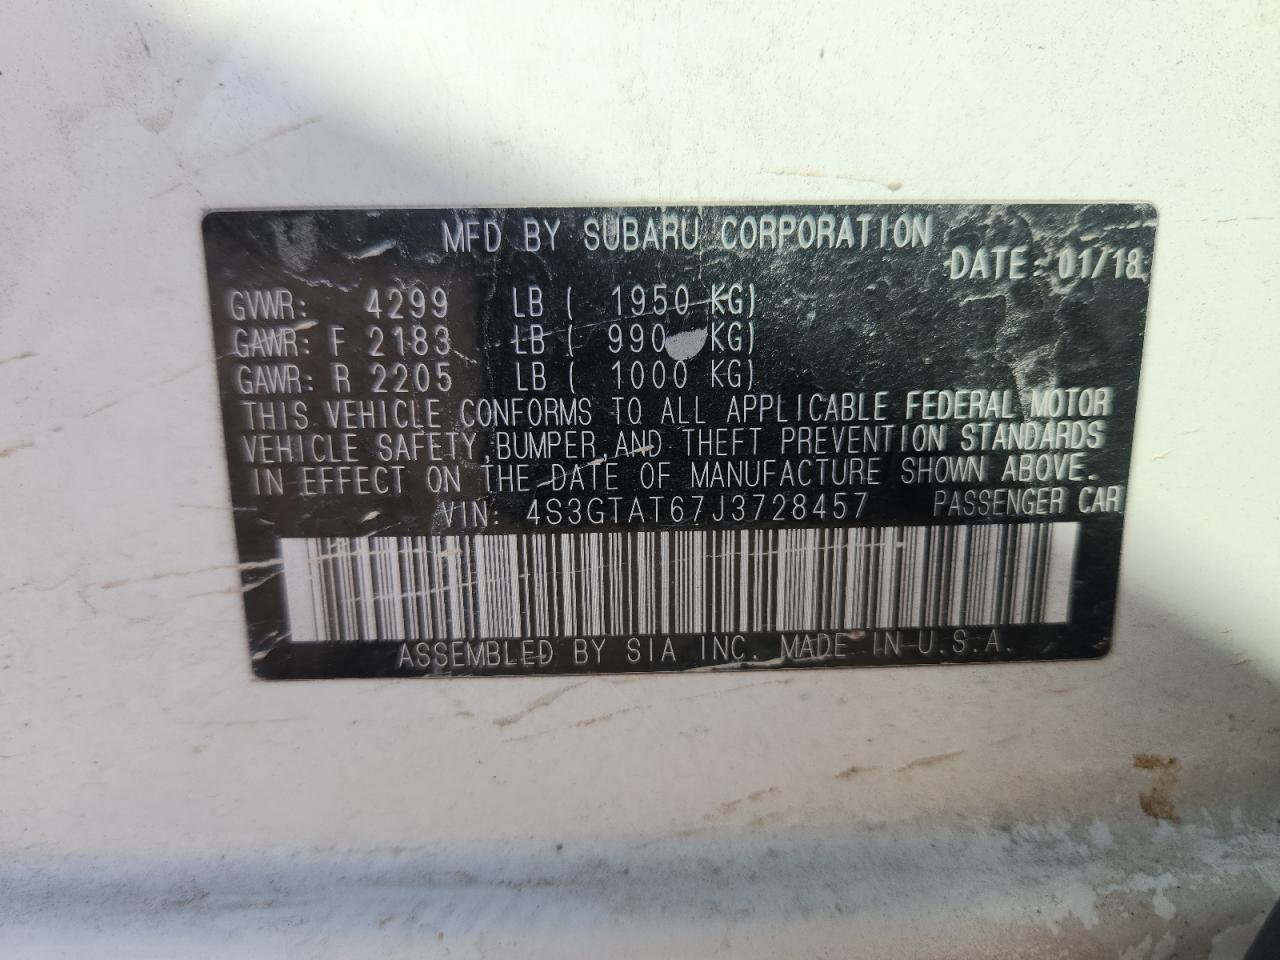 MFD BY SUBARU CORPORATION
DATE: 01/18
GVWR: 4299 LB ( 1950 KG)
GAWR: F 2183 LB ( 990 KG)
GAWR: R 2205 LB ( 1000 KG)
THIS VEHICLE CONFORMS TO ALL APPLICABLE FEDERAL MOTOR
VEHICLE SAFETY,BUMPER,AND THEFT PREVENTION STANDARDS
IN EFFECT ON THE DATE OF MANUFACTURE SHOWN ABOVE.
VIN: 4S3GTAT67J3728457 PASSENGER CAR
ASSEMBLED BY SIA INC. MADE IN U.S.A.